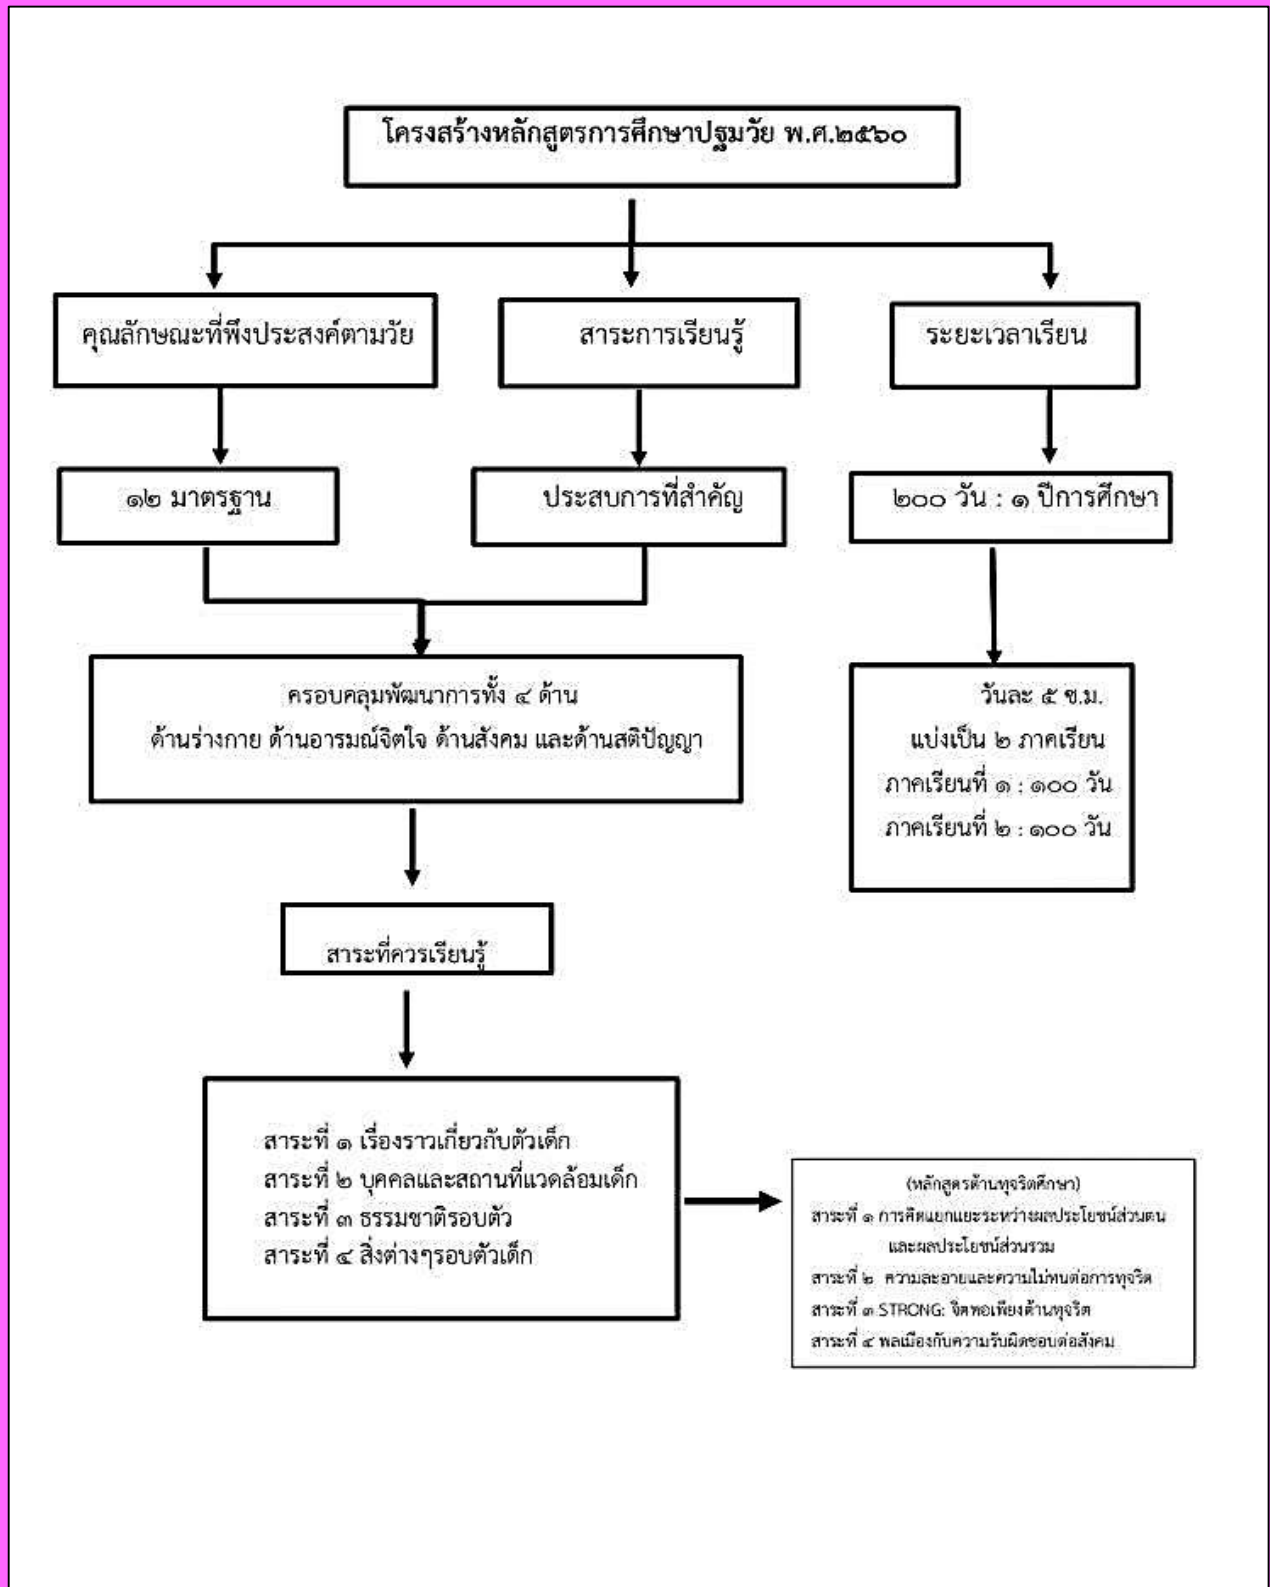 โครงสร้างหลักสูตรการศึกษาปฐมวัย พ.ศ.๒๕๖๐
คุณลักษณะที่พึงประสงค์ตามวัย
สาระการเรียนรู้
ระยะเวลาเรียน
๑๒ มาตรฐาน
ประสบการที่สำคัญ
๒๐๐ วัน : ๑ ปีการศึกษา
ครอบคลุมพัฒนาการทั้ง ๔ ด้าน
ด้านร่างกาย ด้านอารมณ์จิตใจ ด้านสังคม และด้านสติปัญญา
วันละ ๕ ช.ม.
แบ่งเป็น ๒ ภาคเรียน
ภาคเรียนที่ ๑ : ๑๐๐ วัน
ภาคเรียนที่ ๒ : ๑๐๐ วัน
สาระที่ควรเรียนรู้
สาระที่ ๑ เรื่องราวเกี่ยวกับตัวเด็ก
สาระที่ ๒ บุคคลและสถานที่แวดล้อมเด็ก
สาระที่ ๓ ธรรมชาติรอบตัว
สาระที่ ๔ สิ่งต่างๆรอบตัวเด็ก
(หลักสูตรต้านทุจริตศึกษา)
สาระที่ ๑ การคิดแยกแยะระหว่างผลประโยชน์ส่วนตน
และผลประโยชน์ส่วนรวม
สาระที่ ๒ ความละอายและความไม่ทนต่อการทุจริต
สาระที่ ๓ STRONG: จิตพอเพียงต้านทุจริต
สาระที่ ๔ พลเมืองกับความรับผิดชอบต่อสังคม